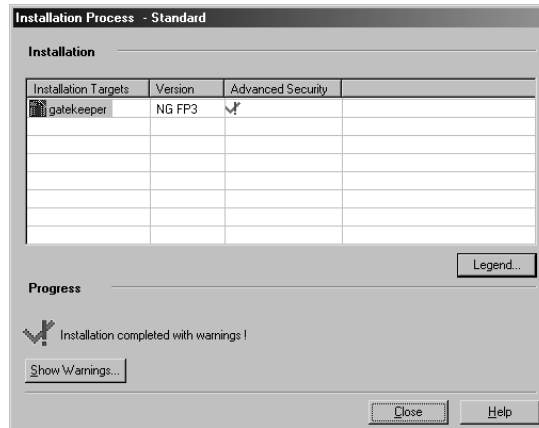 Installation Process - Standard
Installation
Installation Targets Version Advanced Security
gatekeeper NG FP3
Legend...
Progress
Installation completed with warnings !
Show Warnings...
Close Help